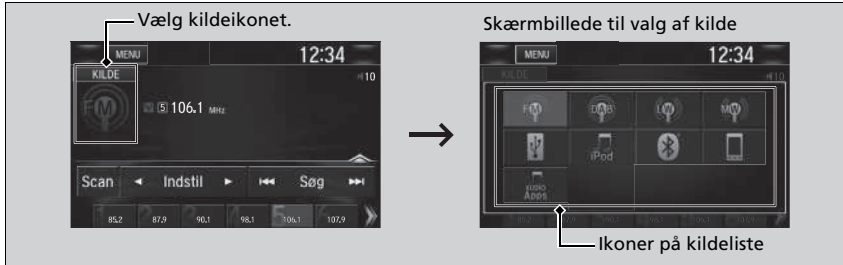 Vælg kildeikonet.
MENU
12:34
KILDE
10
FM
5 106.1 MHz
Scan
Indstil
Søg
85.2
87.9
90.1
98.1
5 106.1
107.9
Skærmbillede til valg af kilde
MENU
12:34
KILDE
10
FM
DAB
LW
MW
iPod
AUDIO
Apps
Ikoner på kildeliste